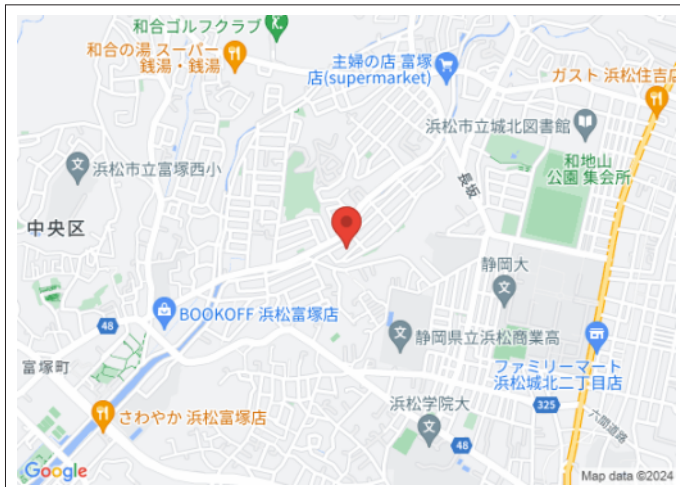 和合ゴルフクラブ
和合の湯 スーパー
銭湯・銭湯
主婦の店 富塚
店(supermarket)
ガスト 浜松住吉店
浜松市立城北図書館
浜松市立富塚西小
和地山
公園 集会所
長坂
中央区
静岡大
BOOKOFF 浜松富塚店
48
静岡県立浜松商業高
富塚町
ファミリーマート
浜松城北二丁目店
さわやか 浜松富塚店
浜松学院大
325
六間道路
48
Google
Map data ©2024